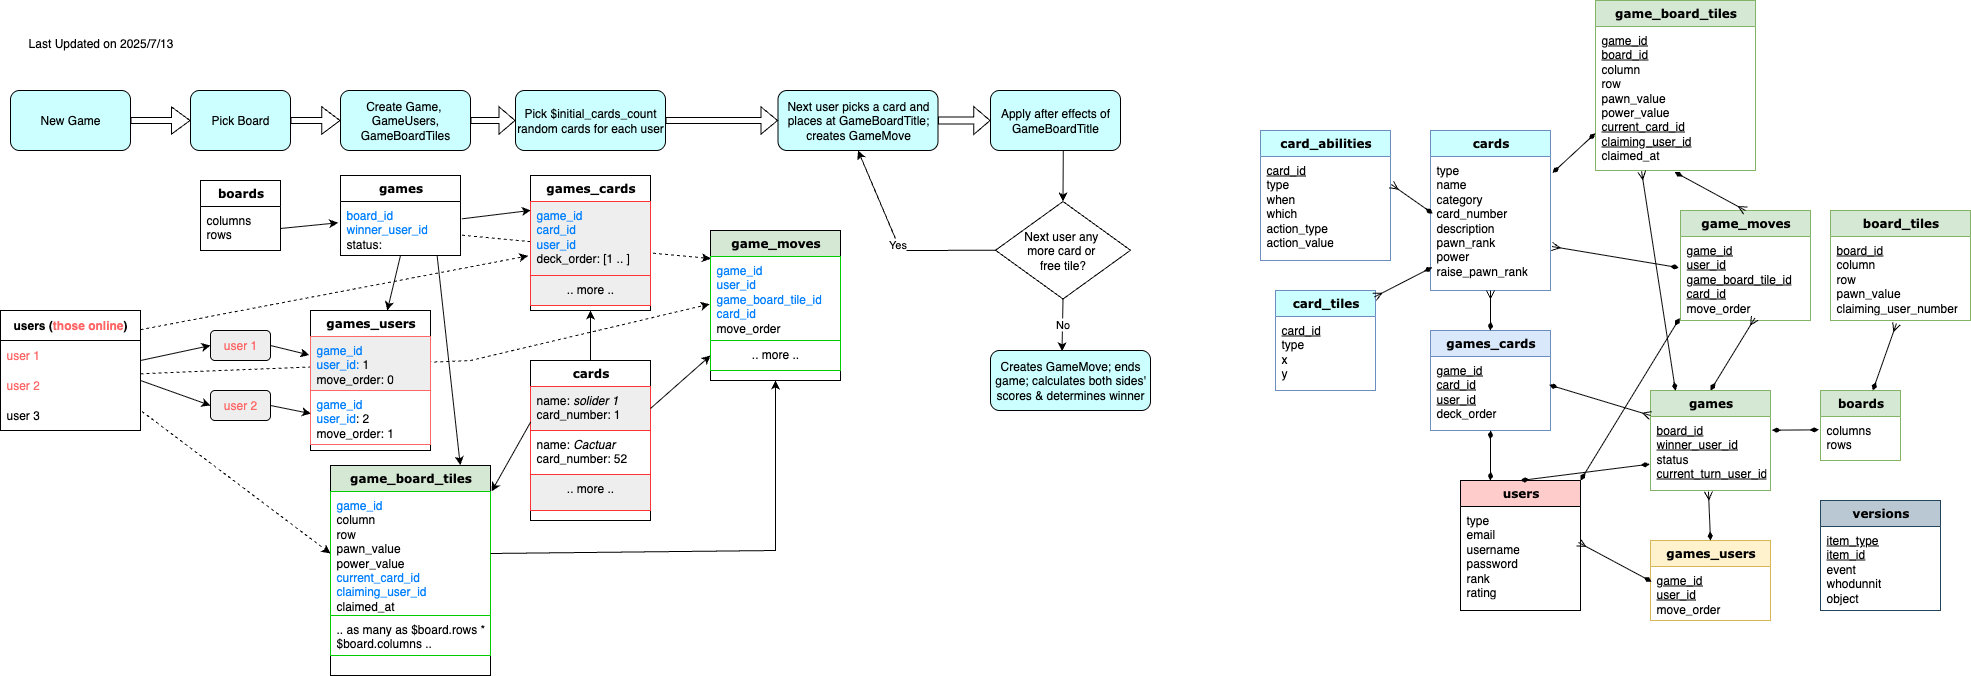 Last Updated on 2025/7/13
New Game
Pick Board
Create Game,
GameUsers,
GameBoardTiles
Pick $initial_cards_count
random cards for each user
Next user picks a card and
places at GameBoardTitle;
creates GameMove
Apply after effects of
GameBoardTitle
Next user any
more card or
free tile?
Yes
No
Creates GameMove; ends
game; calculates both sides'
scores & determines winner
boards
columns
rows
games
board_id
winner_user_id
status:
games_cards
game_id
card_id
user_id
deck_order: [1 .. ]
.. more ..
game_moves
game_id
user_id
game_board_tile_id
card_id
move_order
.. more ..
users (those online)
user 1
user 2
user 3
user 1
user 2
games_users
game_id
user_id: 1
move_order: 0
game_id
user_id: 2
move_order: 1
cards
name: solider 1
card_number: 1
name: Cactuar
card_number: 52
.. more ..
game_board_tiles
game_id
column
row
pawn_value
power_value
current_card_id
claiming_user_id
claimed_at
.. as many as $board.rows *
$board.columns ..
game_board_tiles
game_id
board_id
column
row
pawn_value
power_value
current_card_id
claiming_user_id
claimed_at
card_abilities
card_id
type
when
which
action_type
action_value
cards
type
name
category
card_number
description
pawn_rank
power
raise_pawn_rank
game_moves
game_id
user_id
game_board_tile_id
card_id
move_order
board_tiles
board_id
column
row
pawn_value
claiming_user_number
card_tiles
card_id
type
x
y
games_cards
game_id
card_id
user_id
deck_order
games
board_id
winner_user_id
status
current_turn_user_id
boards
columns
rows
users
type
email
username
password
rank
rating
games_users
game_id
user_id
move_order
versions
item_type
item_id
event
whodunnit
object